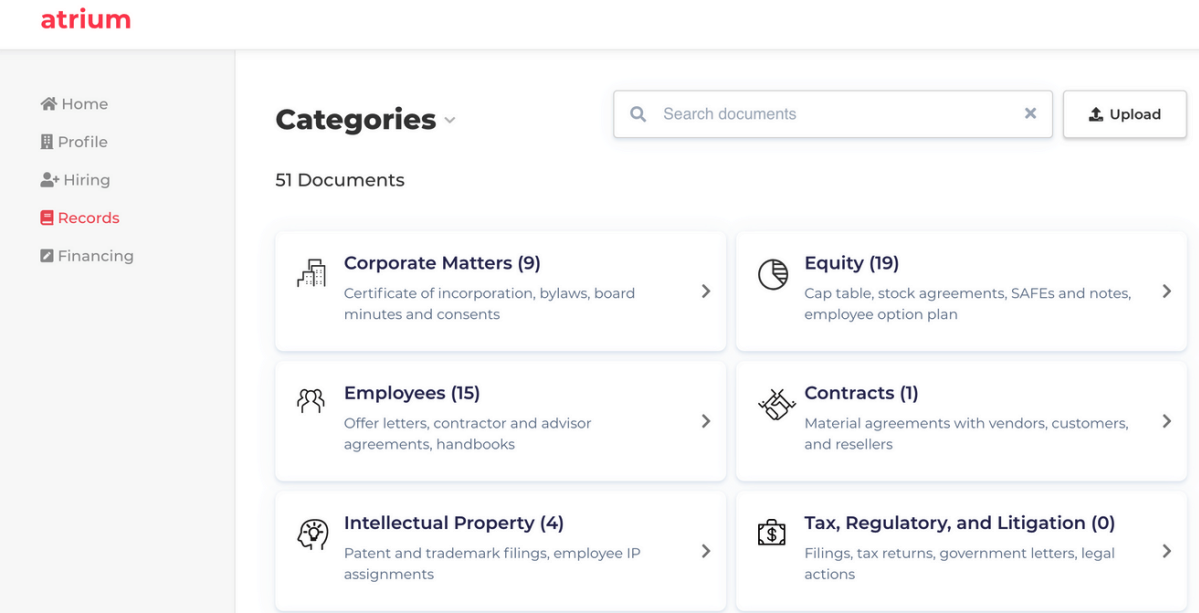 atrium
Home
Profile
Hiring
Records
Financing
Categories
Search documents
Upload
51 Documents
Corporate Matters (9)
Certificate of incorporation, bylaws, board
minutes and consents
Equity (19)
Cap table, stock agreements, SAFEs and notes,
employee option plan
Employees (15)
Offer letters, contractor and advisor
agreements, handbooks
Contracts (1)
Material agreements with vendors, customers,
and resellers
Intellectual Property (4)
Patent and trademark filings, employee IP
assignments
Tax, Regulatory, and Litigation (0)
Filings, tax returns, government letters, legal
actions